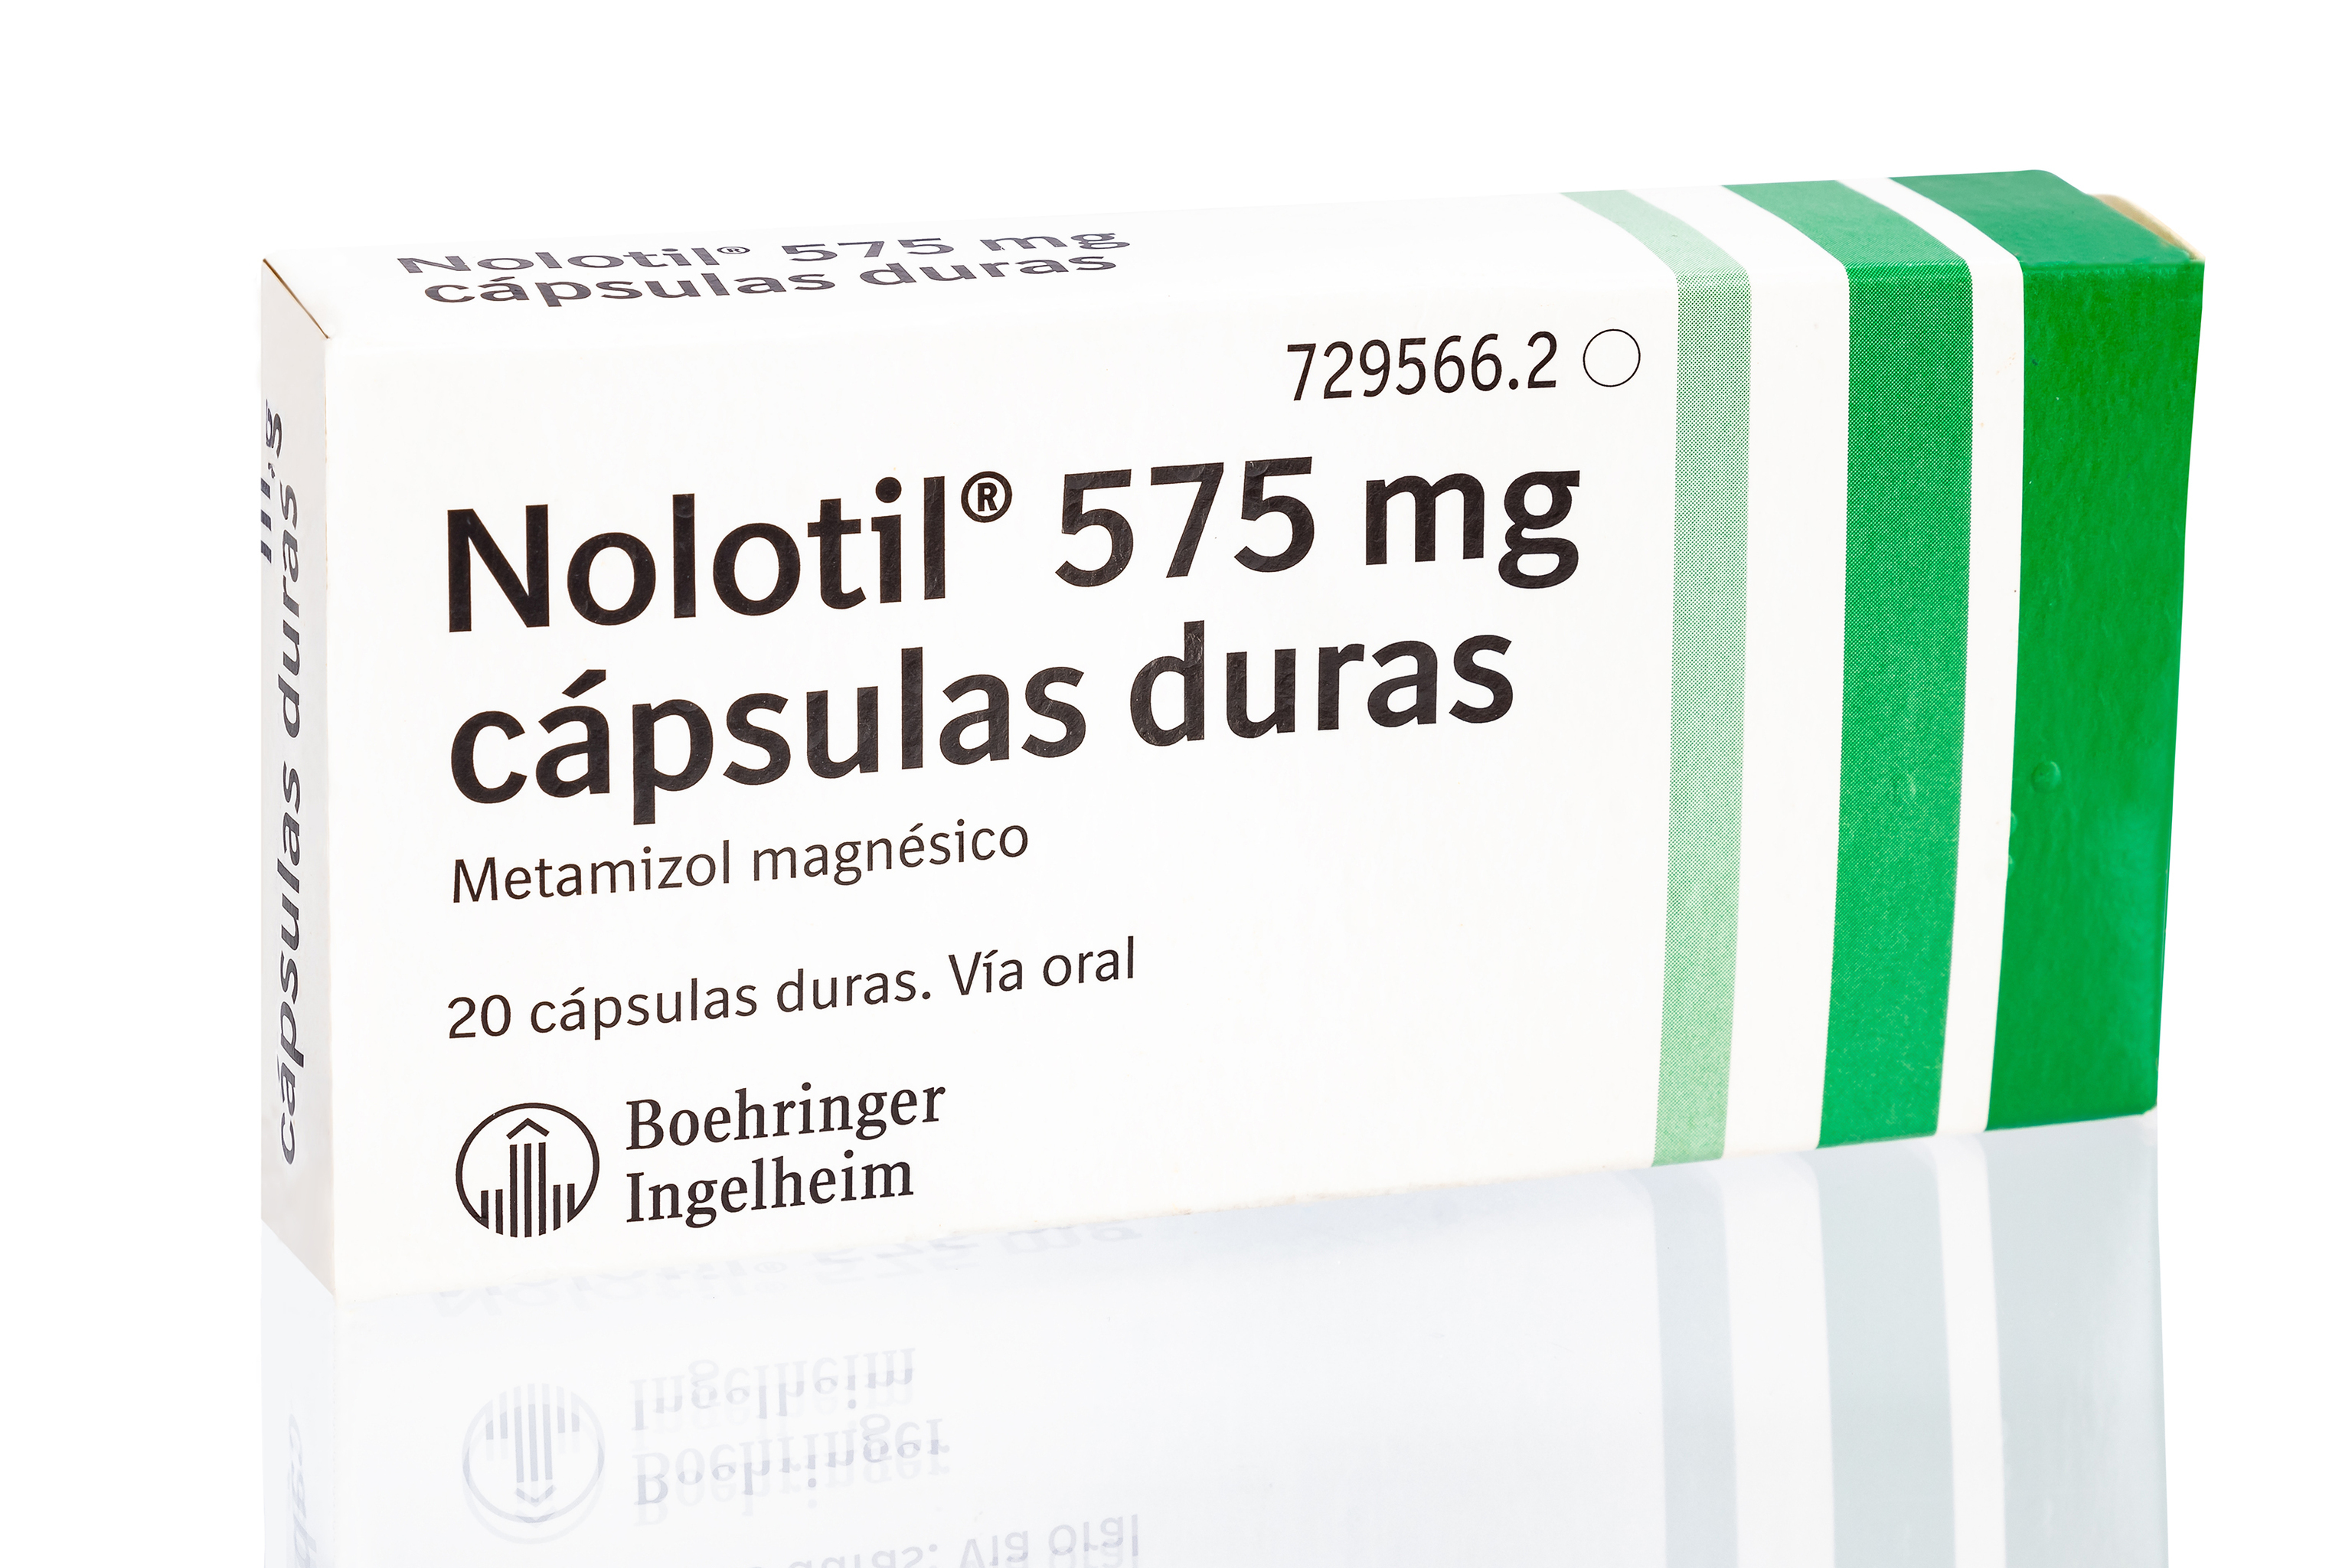 Nolotil® 575 mg
cápsulas duras
cápsulas duras
729566.2
Nolotil® 575 mg
cápsulas duras
Metamizol magnésico
20 cápsulas duras. Vía oral
Boehringer
Ingelheim